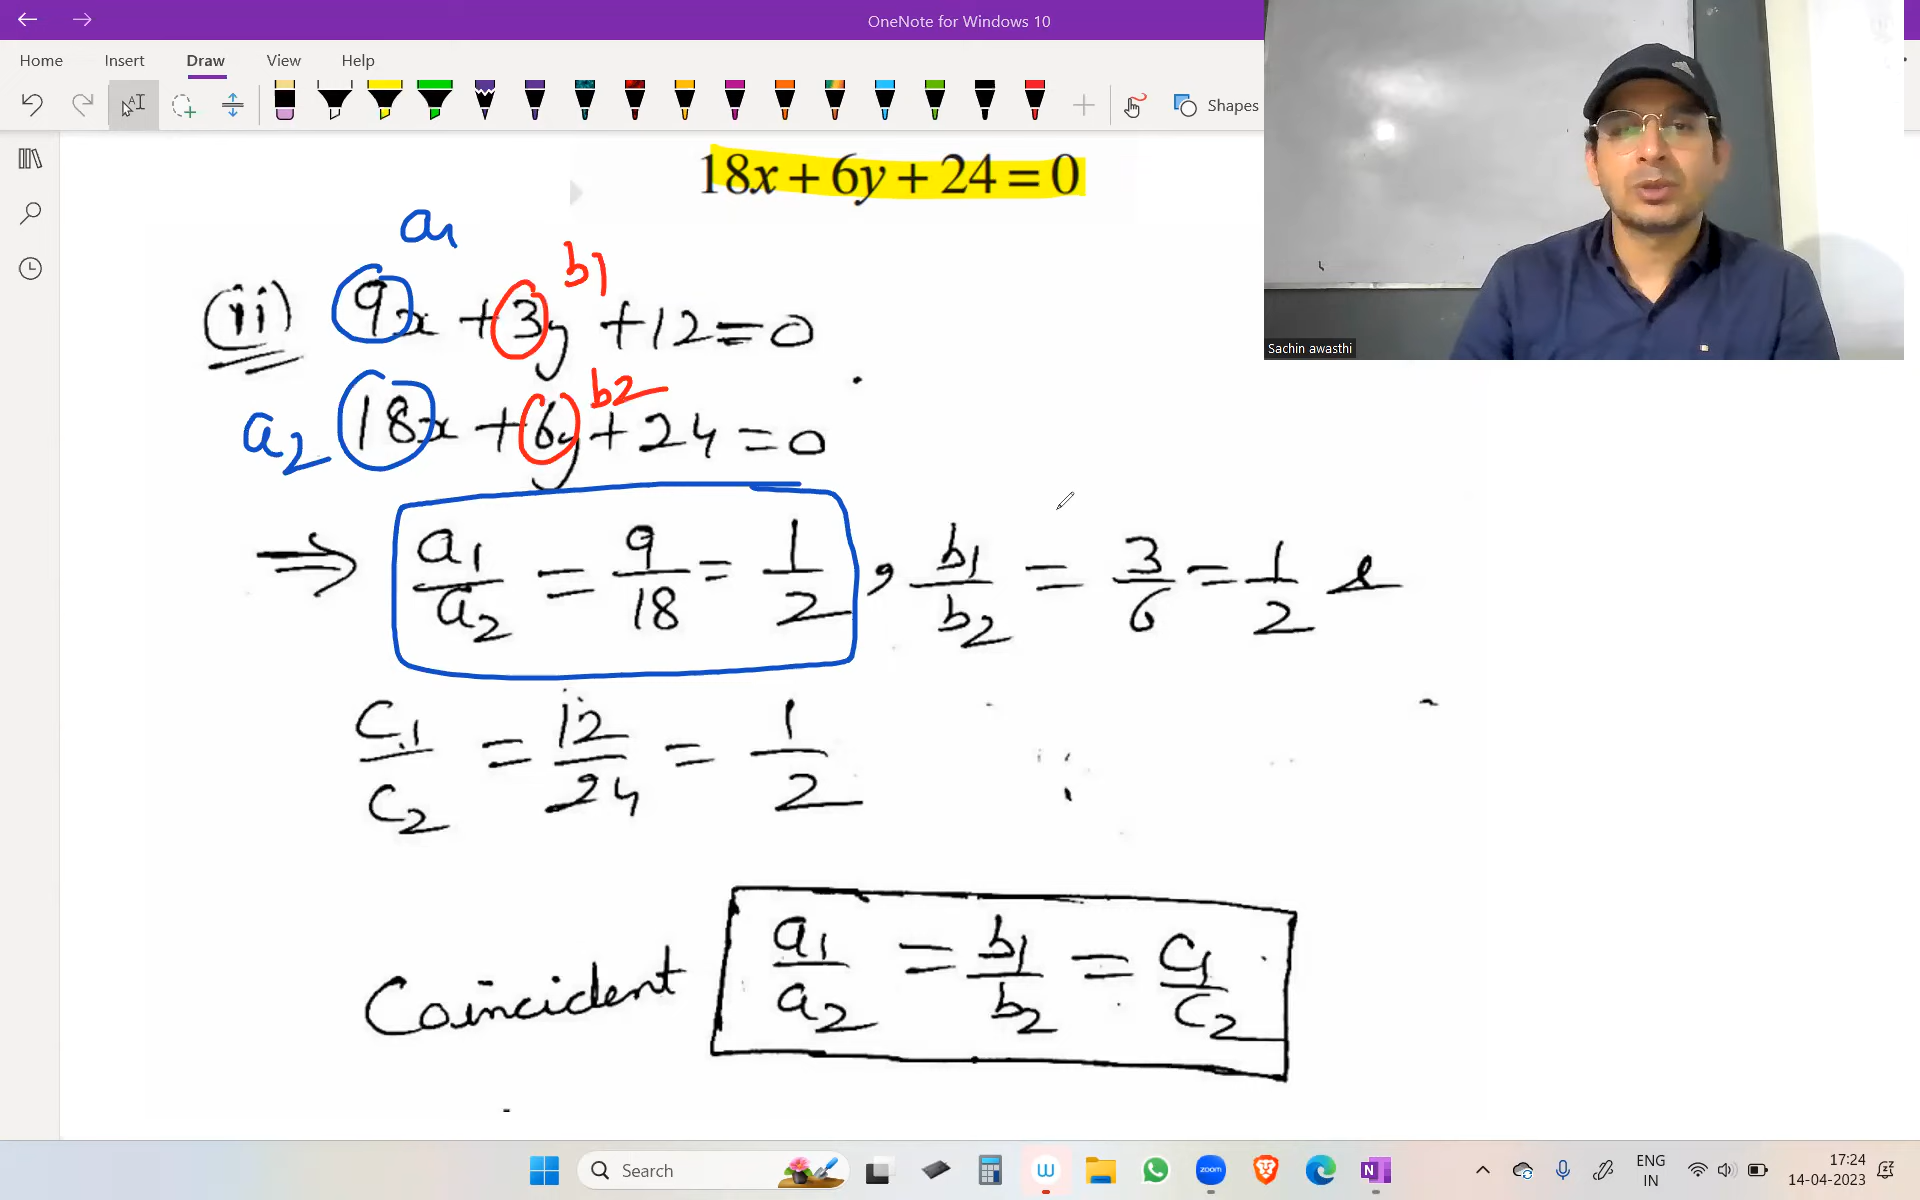 OneNote for Windows 10
Home Insert Draw View Help
Shapes
18x + 6y + 24 = 0
a1
b1
(ii) 9x + 3y + 12 = 0
b2
a2 18x + 6y + 24 = 0
⇒ a1/a2 = 9/18 = 1/2 , b1/b2 = 3/6 = 1/2 &
c1/c2 = 12/24 = 1/2
Coincident a1/a2 = b1/b2 = c1/c2
Sachin awasthi
Search
zoom
ENG
IN
17:24
14-04-2023